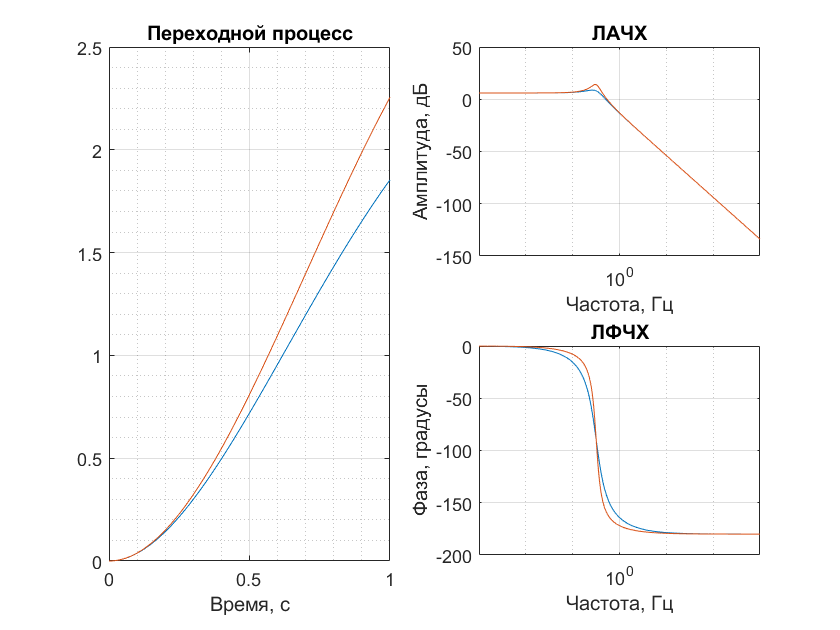 Переходной процесс
2.5
2
1.5
1
0.5
0
0
0.5
1
Время, с
ЛАЧХ
50
0
-50
-100
-150
Амплитуда, дБ
10^0
Частота, Гц
ЛФЧХ
0
-50
-100
-150
-200
Фаза, градусы
10^0
Частота, Гц